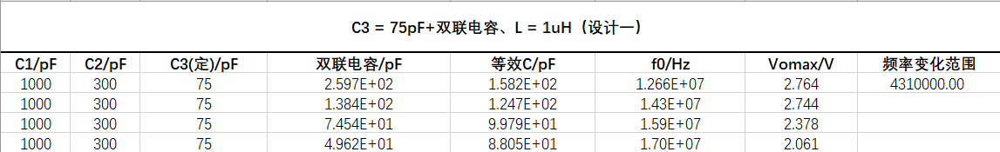 C3 = 75pF+双联电容、L = 1uH（设计一）
C1/pF C2/pF C3(定)/pF 双联电容/pF 等效C/pF f0/Hz Vomax/V 频率变化范围
1000 300 75 2.597E+02 1.582E+02 1.266E+07 2.764 4310000.00
1000 300 75 1.384E+02 1.247E+02 1.43E+07 2.744
1000 300 75 7.454E+01 9.979E+01 1.59E+07 2.378
1000 300 75 4.962E+01 8.805E+01 1.70E+07 2.061